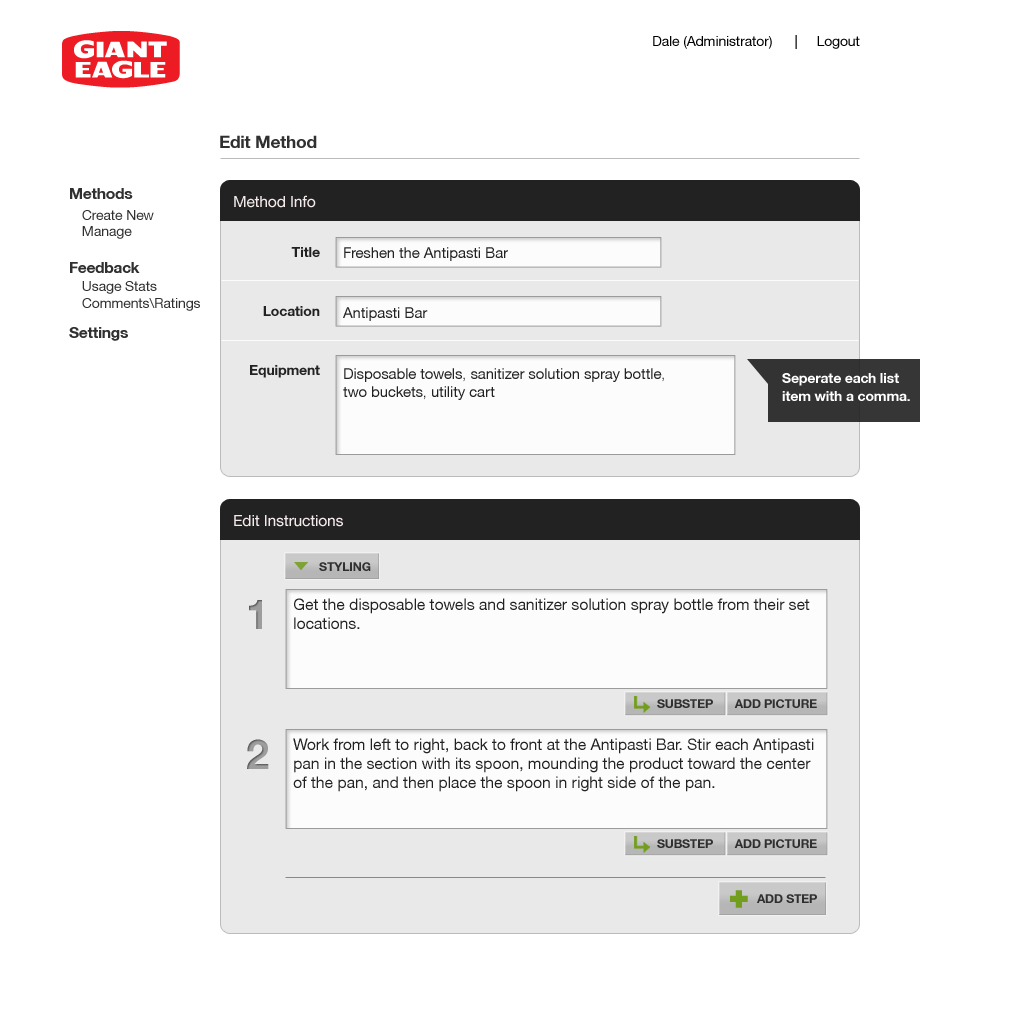 GIANT
EAGLE
Dale (Administrator) | Logout
Edit Method
Methods
Create New
Manage
Feedback
Usage Stats
Comments\Ratings
Settings
Method Info
Title
Freshen the Antipasti Bar
Location
Antipasti Bar
Equipment
Disposable towels, sanitizer solution spray bottle,
two buckets, utility cart
Seperate each list
item with a comma.
Edit Instructions
STYLING
1
Get the disposable towels and sanitizer solution spray bottle from their set
locations.
SUBSTEP
ADD PICTURE
2
Work from left to right, back to front at the Antipasti Bar. Stir each Antipasti
pan in the section with its spoon, mounding the product toward the center
of the pan, and then place the spoon in right side of the pan.
SUBSTEP
ADD PICTURE
ADD STEP